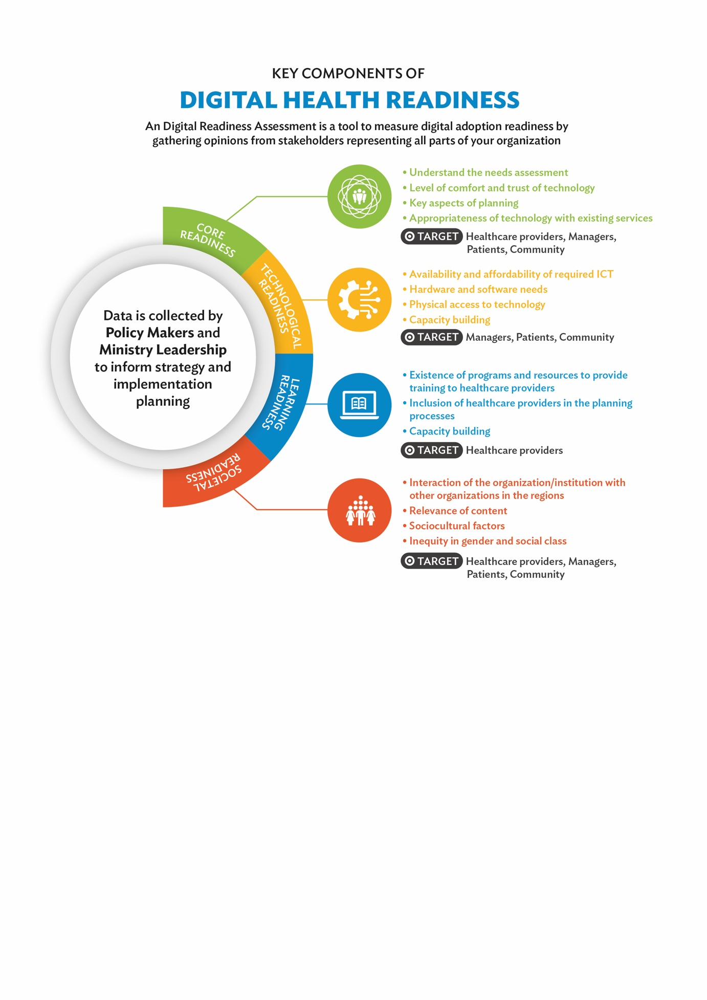 KEY COMPONENTS OF
DIGITAL HEALTH READINESS
An Digital Readiness Assessment is a tool to measure digital adoption readiness by
gathering opinions from stakeholders representing all parts of your organization
CORE
READINESS
• Understand the needs assessment
• Level of comfort and trust of technology
• Key aspects of planning
• Appropriateness of technology with existing services
TARGET Healthcare providers, Managers,
Patients, Community
TECHNOLOGICAL
READINESS
• Availability and affordability of required ICT
• Hardware and software needs
• Physical access to technology
• Capacity building
TARGET Managers, Patients, Community
Data is collected by
Policy Makers and
Ministry Leadership
to inform strategy and
implementation
planning
LEARNING
READINESS
• Existence of programs and resources to provide
training to healthcare providers
• Inclusion of healthcare providers in the planning
processes
• Capacity building
TARGET Healthcare providers
SOCIETAL
READINESS
• Interaction of the organization/institution with
other organizations in the regions
• Relevance of content
• Sociocultural factors
• Inequity in gender and social class
TARGET Healthcare providers, Managers,
Patients, Community